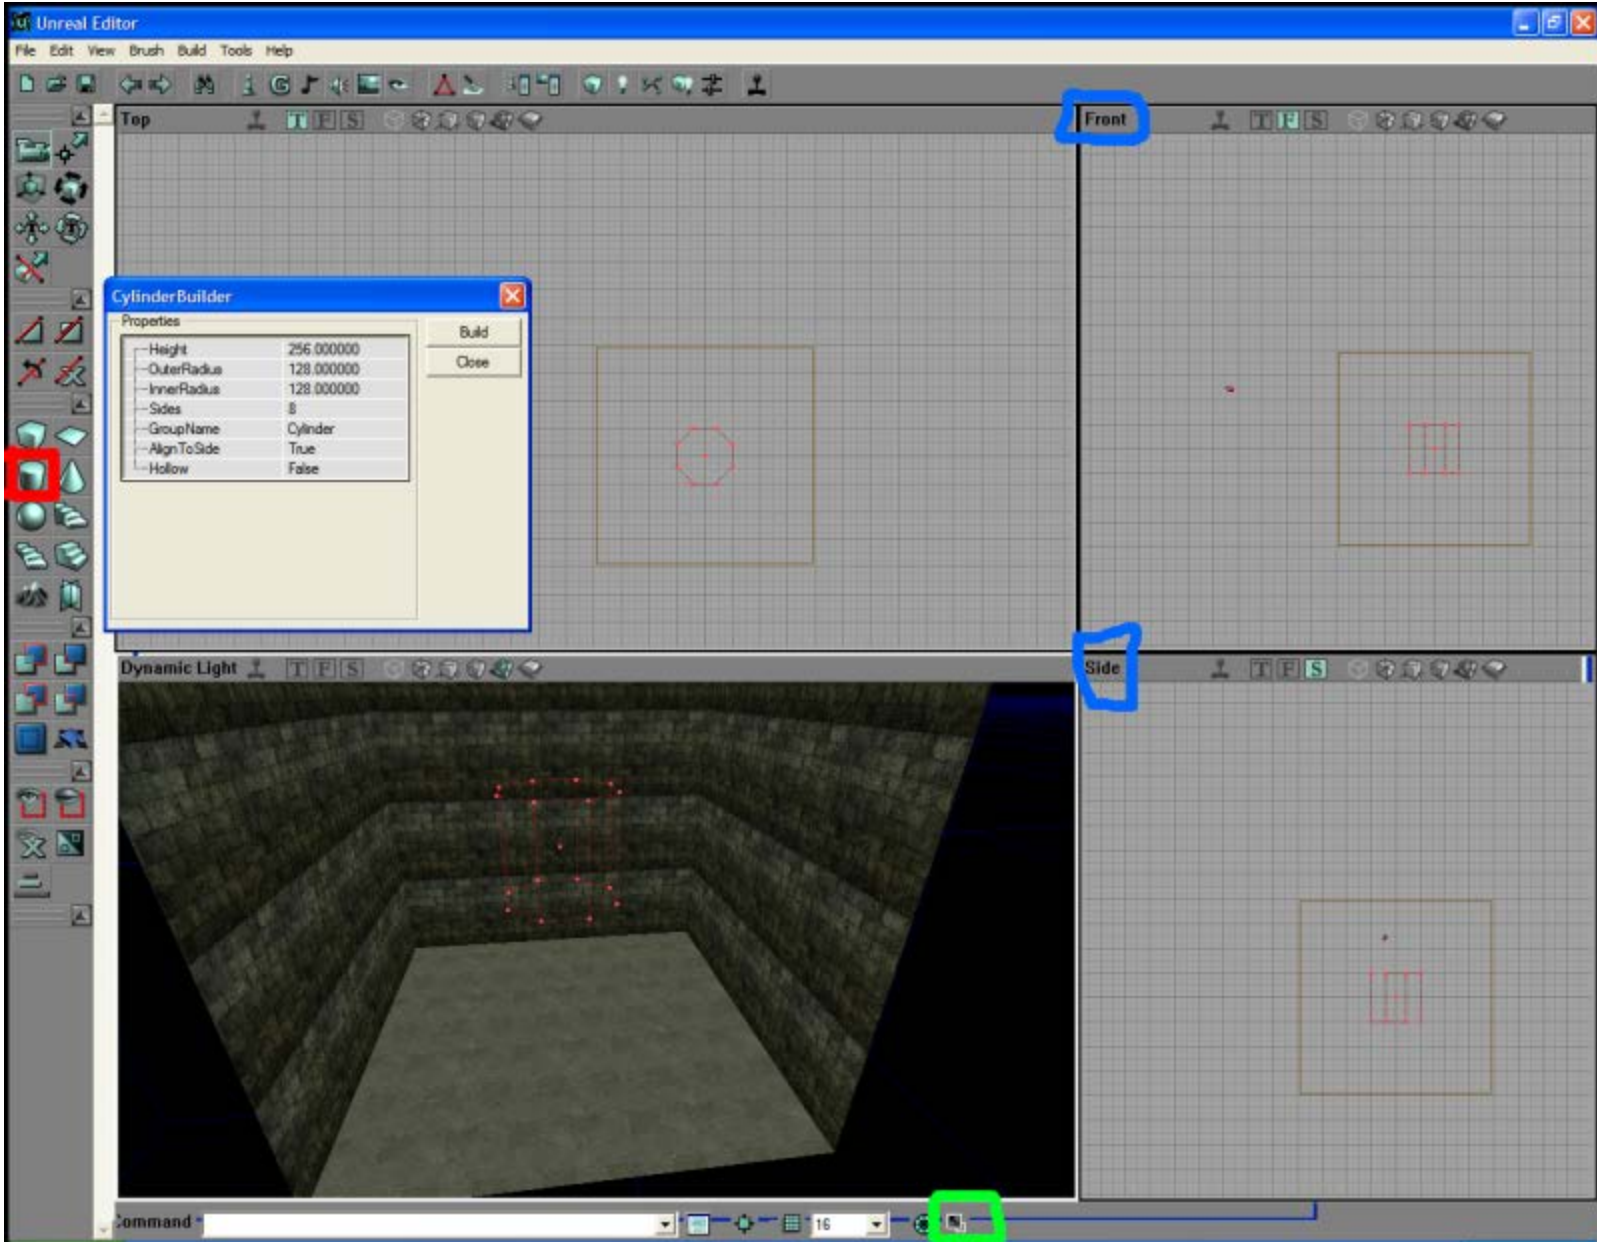 Unreal Editor
File Edit View Brush Build Tools Help
Top T F S
Front T F S
CylinderBuilder
Properties
Height 256.000000
OuterRadius 128.000000
InnerRadius 128.000000
Sides 8
GroupName Cylinder
AlignToSide True
Hollow False
Build
Close
Dynamic Light T F S
Side T F S
Command 16